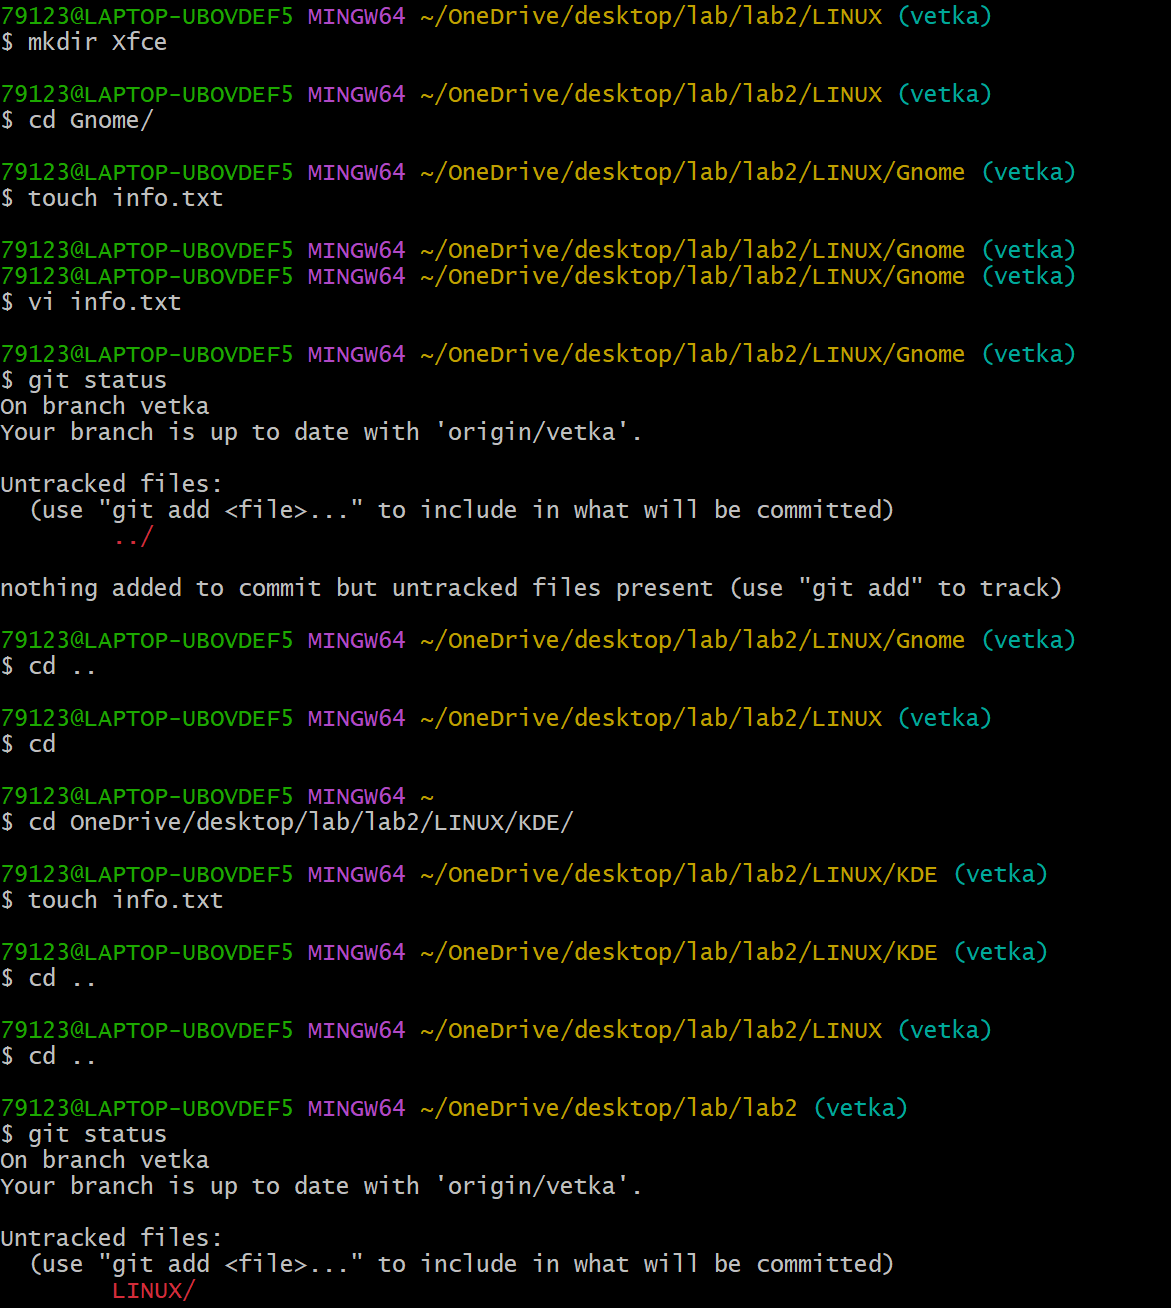 79123@LAPTOP-UBOVDEF5 MINGW64 ~/OneDrive/desktop/lab/lab2/LINUX (vetka)
$ mkdir Xfce
79123@LAPTOP-UBOVDEF5 MINGW64 ~/OneDrive/desktop/lab/lab2/LINUX (vetka)
$ cd Gnome/
79123@LAPTOP-UBOVDEF5 MINGW64 ~/OneDrive/desktop/lab/lab2/LINUX/Gnome (vetka)
$ touch info.txt
79123@LAPTOP-UBOVDEF5 MINGW64 ~/OneDrive/desktop/lab/lab2/LINUX/Gnome (vetka)
79123@LAPTOP-UBOVDEF5 MINGW64 ~/OneDrive/desktop/lab/lab2/LINUX/Gnome (vetka)
$ vi info.txt
79123@LAPTOP-UBOVDEF5 MINGW64 ~/OneDrive/desktop/lab/lab2/LINUX/Gnome (vetka)
$ git status
On branch vetka
Your branch is up to date with 'origin/vetka'.
Untracked files:
  (use "git add <file>..." to include in what will be committed)
        ../
nothing added to commit but untracked files present (use "git add" to track)
79123@LAPTOP-UBOVDEF5 MINGW64 ~/OneDrive/desktop/lab/lab2/LINUX/Gnome (vetka)
$ cd ..
79123@LAPTOP-UBOVDEF5 MINGW64 ~/OneDrive/desktop/lab/lab2/LINUX (vetka)
$ cd
79123@LAPTOP-UBOVDEF5 MINGW64 ~
$ cd OneDrive/desktop/lab/lab2/LINUX/KDE/
79123@LAPTOP-UBOVDEF5 MINGW64 ~/OneDrive/desktop/lab/lab2/LINUX/KDE (vetka)
$ touch info.txt
79123@LAPTOP-UBOVDEF5 MINGW64 ~/OneDrive/desktop/lab/lab2/LINUX/KDE (vetka)
$ cd ..
79123@LAPTOP-UBOVDEF5 MINGW64 ~/OneDrive/desktop/lab/lab2/LINUX (vetka)
$ cd ..
79123@LAPTOP-UBOVDEF5 MINGW64 ~/OneDrive/desktop/lab/lab2 (vetka)
$ git status
On branch vetka
Your branch is up to date with 'origin/vetka'.
Untracked files:
  (use "git add <file>..." to include in what will be committed)
        LINUX/